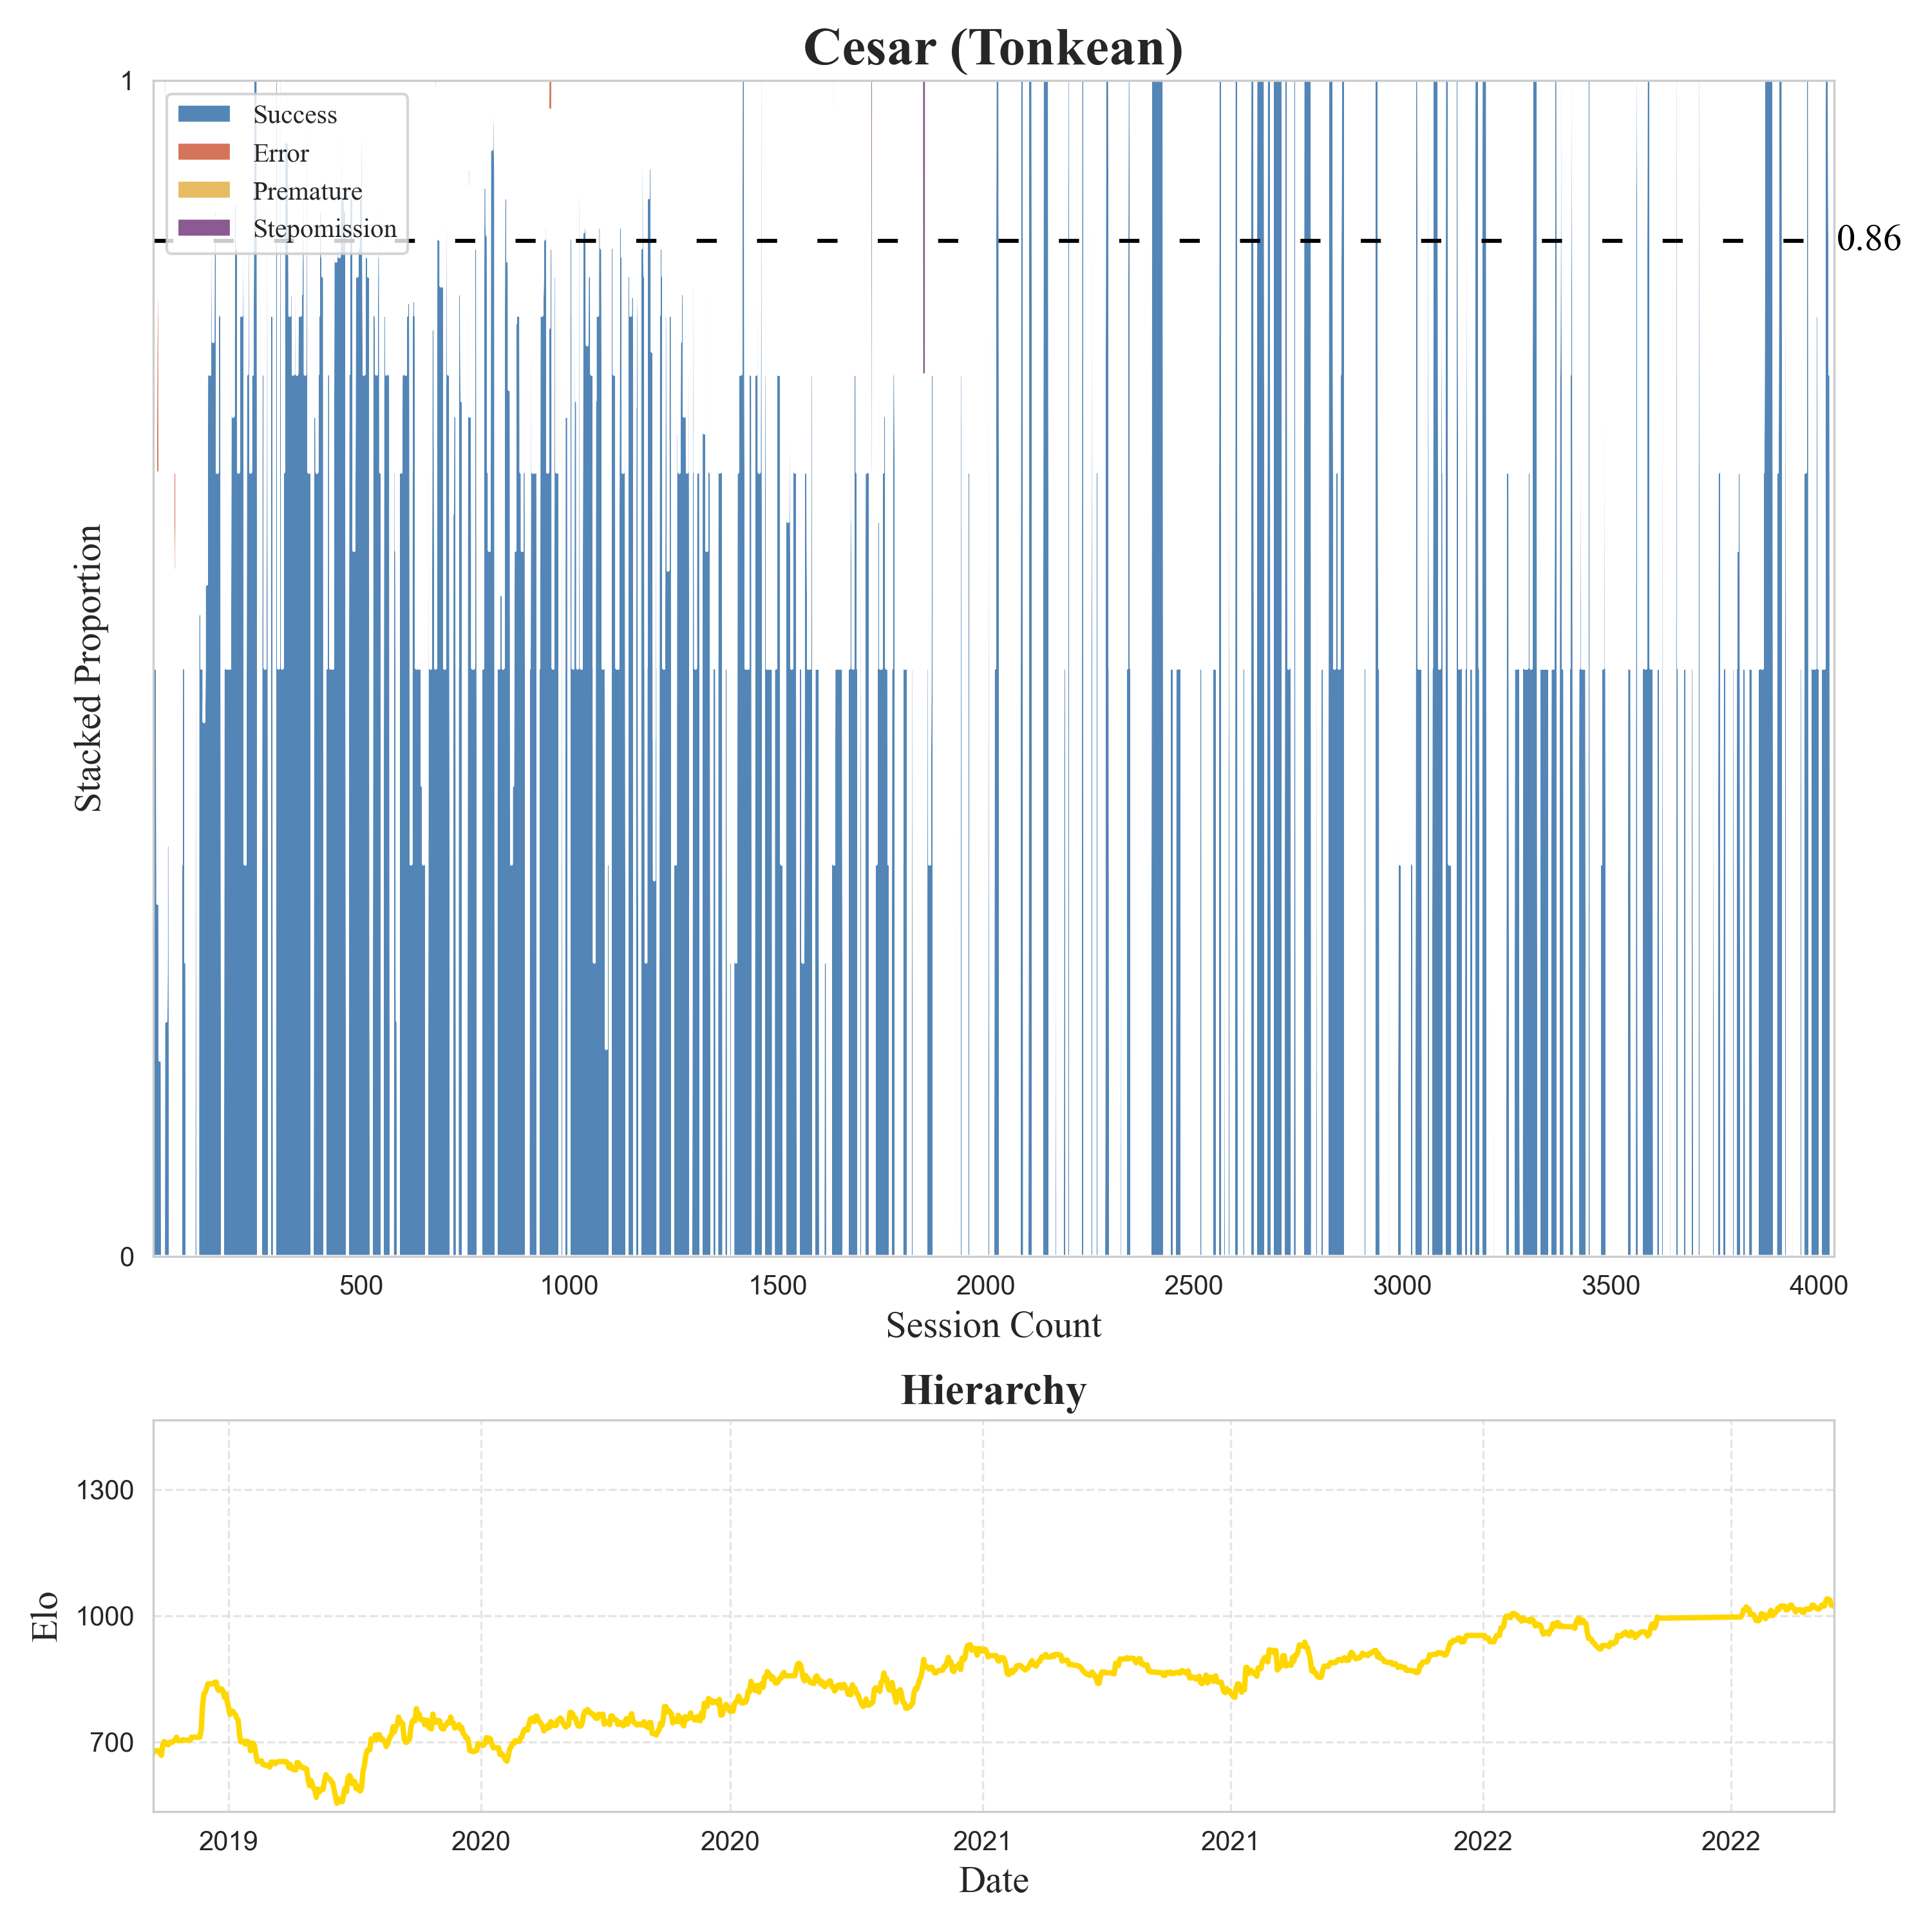 Cesar (Tonkean)
1
Success
Error
Premature
Stepomission
0.86
Stacked Proportion
0
500 1000 1500 2000 2500 3000 3500 4000
Session Count
Hierarchy
1300
1000
700
Elo
2019 2020 2020 2021 2021 2022 2022
Date